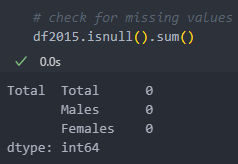 # check for missing values
df2015.isnull().sum()
✓ 0.0s
Total Total 0
Males 0
Females 0
dtype: int64